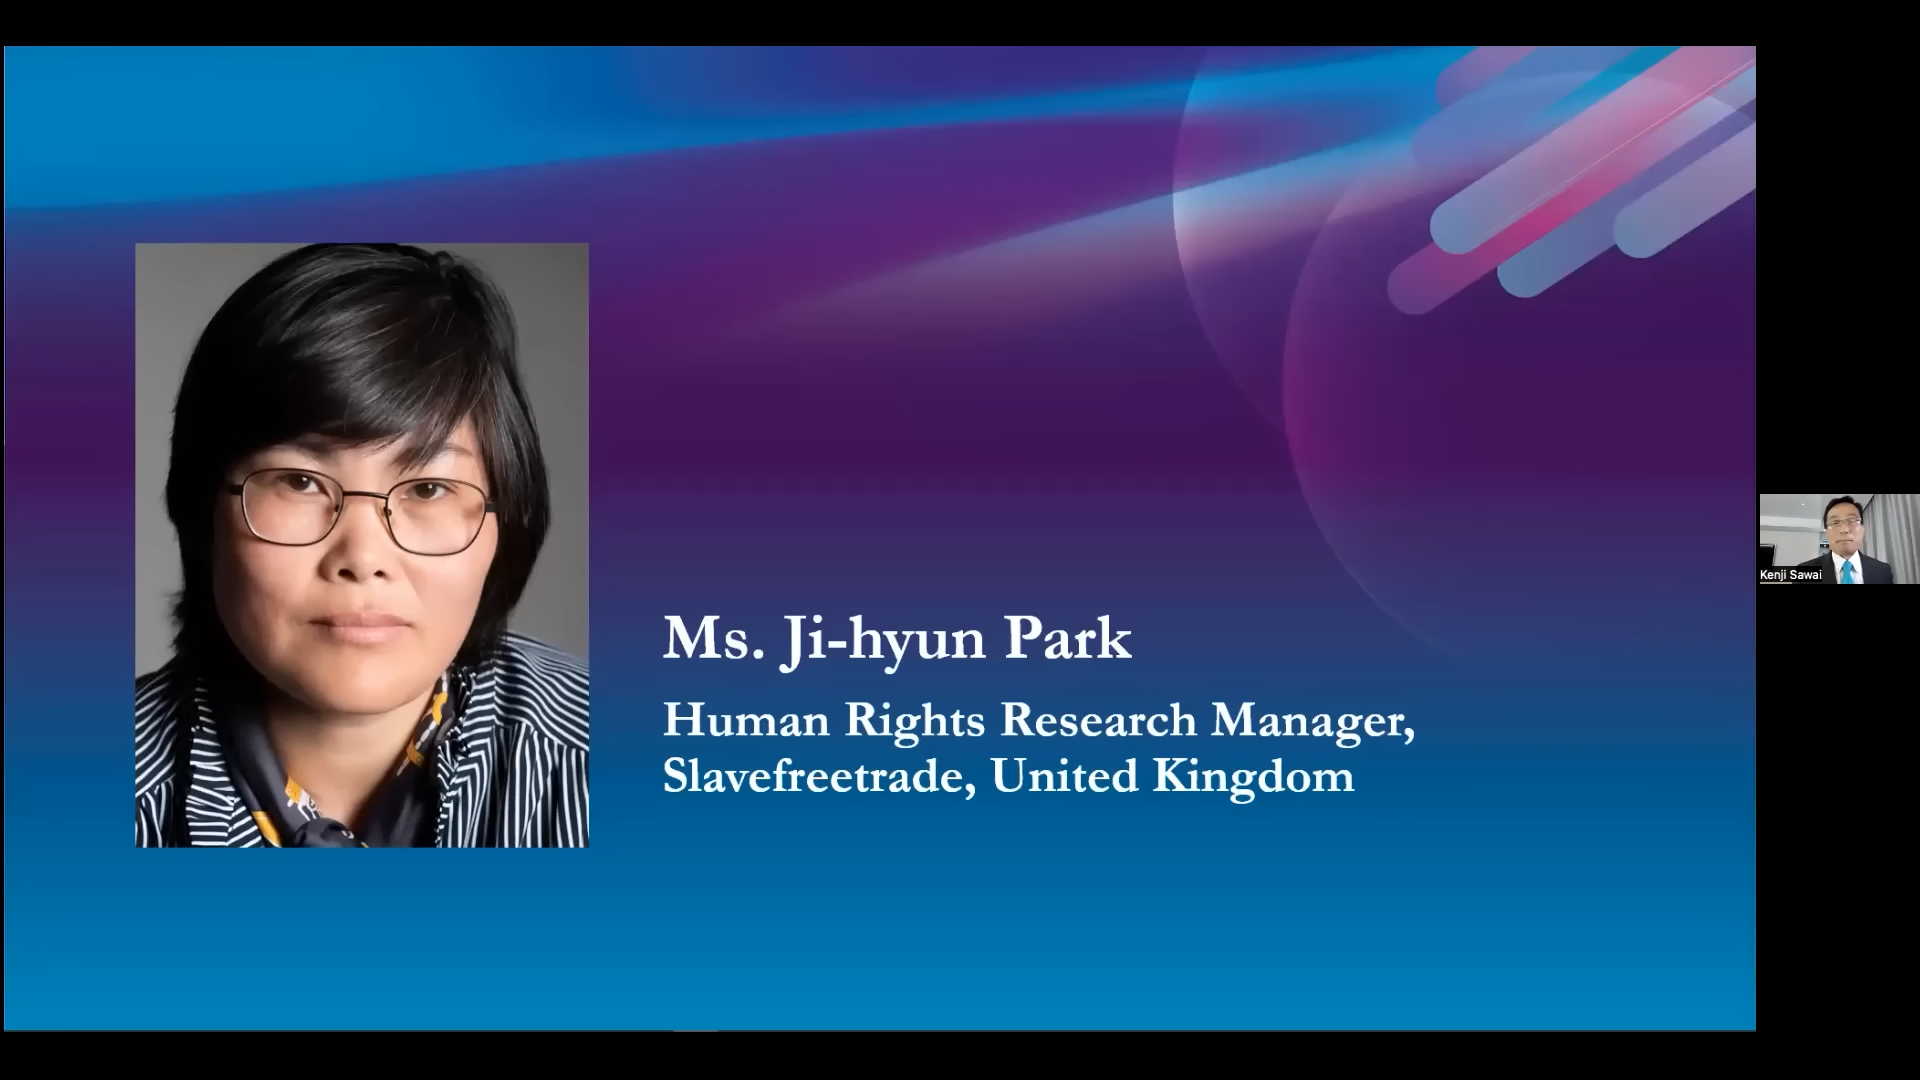 Ms. Ji-hyun Park
Human Rights Research Manager,
Slavefreetrade, United Kingdom
Kenji Sawai